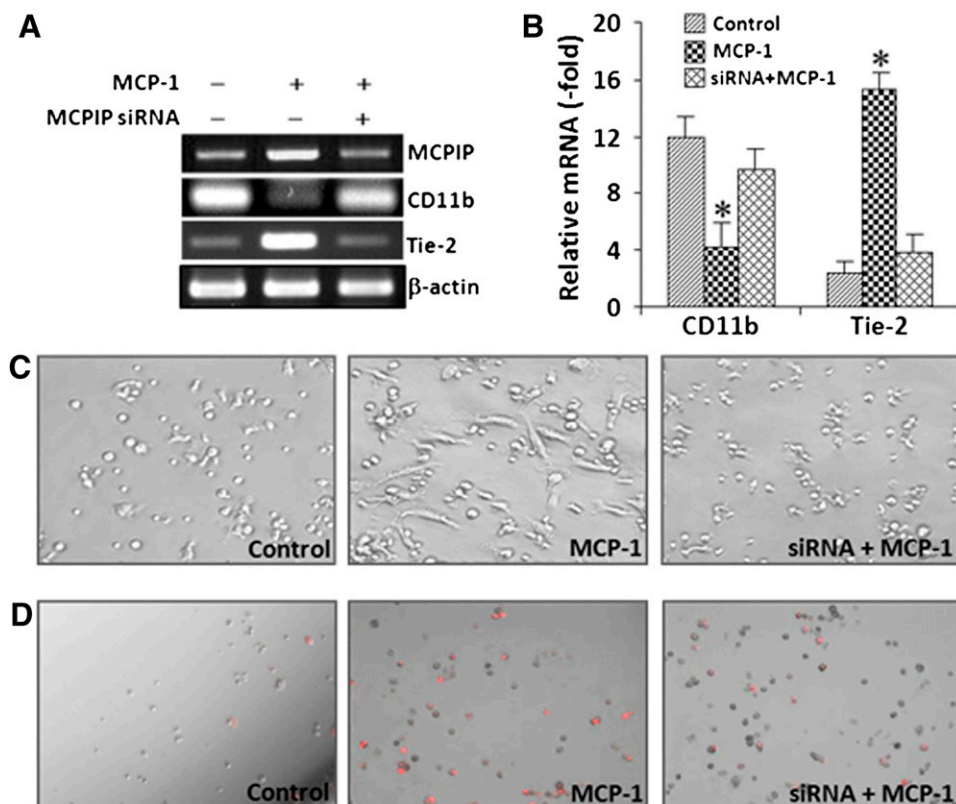 A
MCP-1 − + +
MCPIP siRNA − − +
MCPIP
CD11b
Tie-2
β-actin
B
Relative mRNA (-fold)
20
16
12
8
4
0
Control
MCP-1
siRNA+MCP-1
*
*
CD11b Tie-2
C
Control
MCP-1
siRNA + MCP-1
D
Control
MCP-1
siRNA + MCP-1